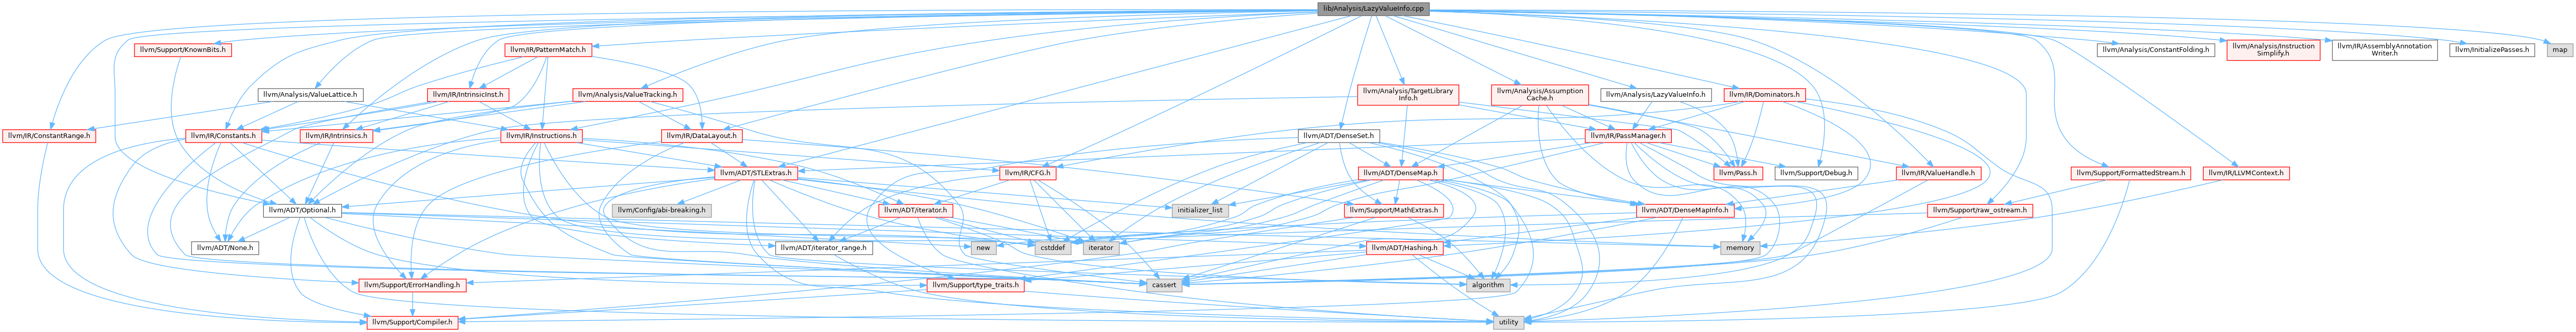 lib/Analysis/LazyValueInfo.cpp
llvm/Support/KnownBits.h
llvm/IR/PatternMatch.h
llvm/Analysis/ConstantFolding.h
llvm/Analysis/Instruction
Simplify.h
llvm/IR/AssemblyAnnotation
Writer.h
llvm/InitializePasses.h
map
llvm/Analysis/ValueLattice.h
llvm/IR/IntrinsicInst.h
llvm/Analysis/ValueTracking.h
llvm/Analysis/TargetLibrary
Info.h
llvm/Analysis/Assumption
Cache.h
llvm/Analysis/LazyValueInfo.h
llvm/IR/Dominators.h
llvm/IR/ConstantRange.h
llvm/IR/Constants.h
llvm/IR/Intrinsics.h
llvm/IR/Instructions.h
llvm/IR/DataLayout.h
llvm/ADT/DenseSet.h
llvm/IR/PassManager.h
llvm/ADT/STLExtras.h
llvm/IR/CFG.h
llvm/ADT/DenseMap.h
llvm/Pass.h
llvm/Support/Debug.h
llvm/IR/ValueHandle.h
llvm/Support/FormattedStream.h
llvm/IR/LLVMContext.h
llvm/ADT/Optional.h
llvm/Config/abi-breaking.h
llvm/ADT/iterator.h
initializer_list
llvm/Support/MathExtras.h
llvm/ADT/DenseMapInfo.h
llvm/Support/raw_ostream.h
llvm/ADT/None.h
llvm/ADT/iterator_range.h
new
cstddef
iterator
llvm/ADT/Hashing.h
memory
llvm/Support/ErrorHandling.h
llvm/Support/type_traits.h
cassert
algorithm
llvm/Support/Compiler.h
utility